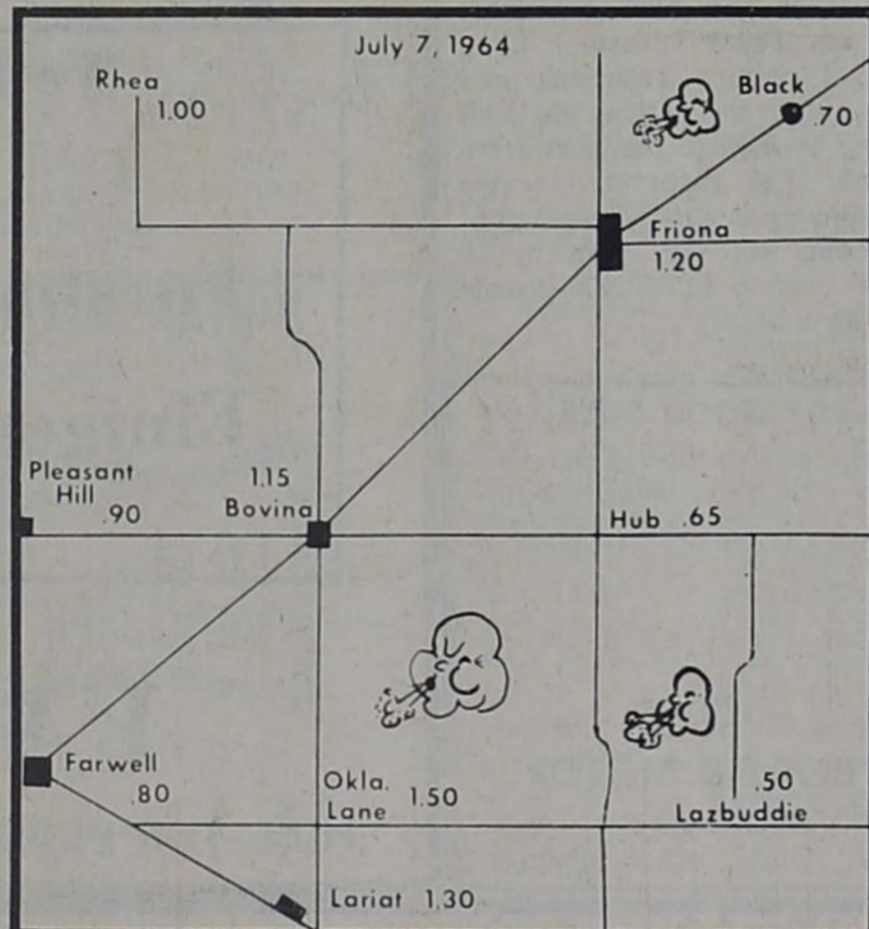 July 7, 1964
Rhea
1.00
Black
.70
Friona
1.20
Pleasant
Hill
.90
1.15
Bovina
Hub .65
Farwell
.80
Okla.
Lane 1.50
.50
Lazbuddie
Lariat 1.30